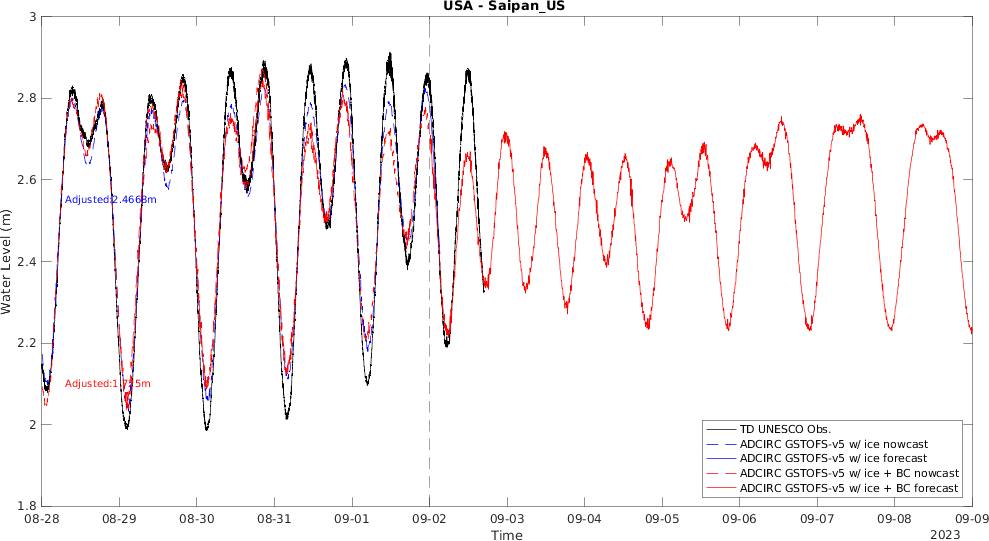 USA - Saipan_US
3
2.8
2.6
2.4
2.2
2
1.8
Water Level (m)
Adjusted:2.4668m
Adjusted:1.755m
TD UNESCO Obs.
ADCIRC GSTOFS-v5 w/ ice nowcast
ADCIRC GSTOFS-v5 w/ ice forecast
ADCIRC GSTOFS-v5 w/ ice + BC nowcast
ADCIRC GSTOFS-v5 w/ ice + BC forecast
08-28 08-29 08-30 08-31 09-01 09-02 09-03 09-04 09-05 09-06 09-07 09-08 09-09
Time
2023